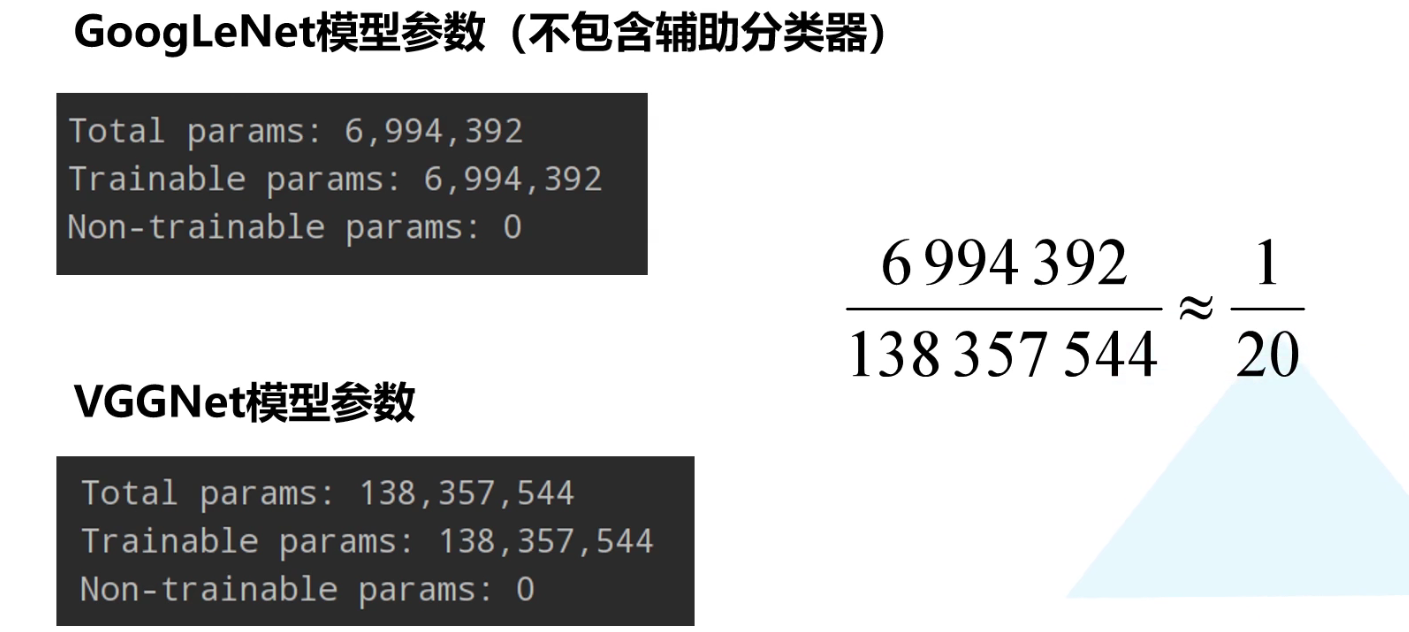 GoogLeNet模型参数（不包含辅助分类器）
Total params: 6,994,392
Trainable params: 6,994,392
Non-trainable params: 0
6 994 392
138 357 544
≈
1
20
VGGNet模型参数
Total params: 138,357,544
Trainable params: 138,357,544
Non-trainable params: 0